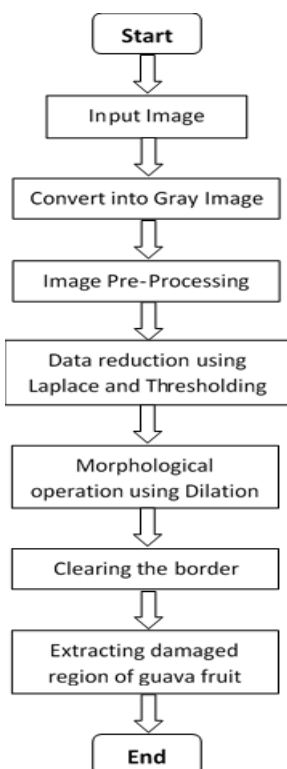 Start
Input Image
Convert into Gray Image
Image Pre-Processing
Data reduction using
Laplace and Thresholding
Morphological
operation using Dilation
Clearing the border
Extracting damaged
region of guava fruit
End